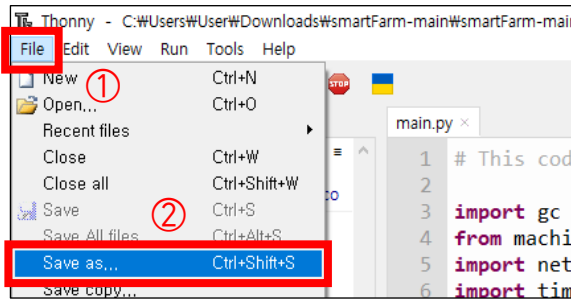 Thonny - C:₩Users₩User₩Downloads₩smartFarm-main₩smartFarm-main
File Edit View Run Tools Help
①
New Ctrl+N
Open... Ctrl+O
STOP
Recent files
main.py ×
Close Ctrl+W
Close all Ctrl+Shift+W
②
Save Ctrl+S
Save All files Ctrl+Alt+S
Save as... Ctrl+Shift+S
Save copy...
1 # This cod
2
3 import gc
4 from machi
5 import net
6 import tim